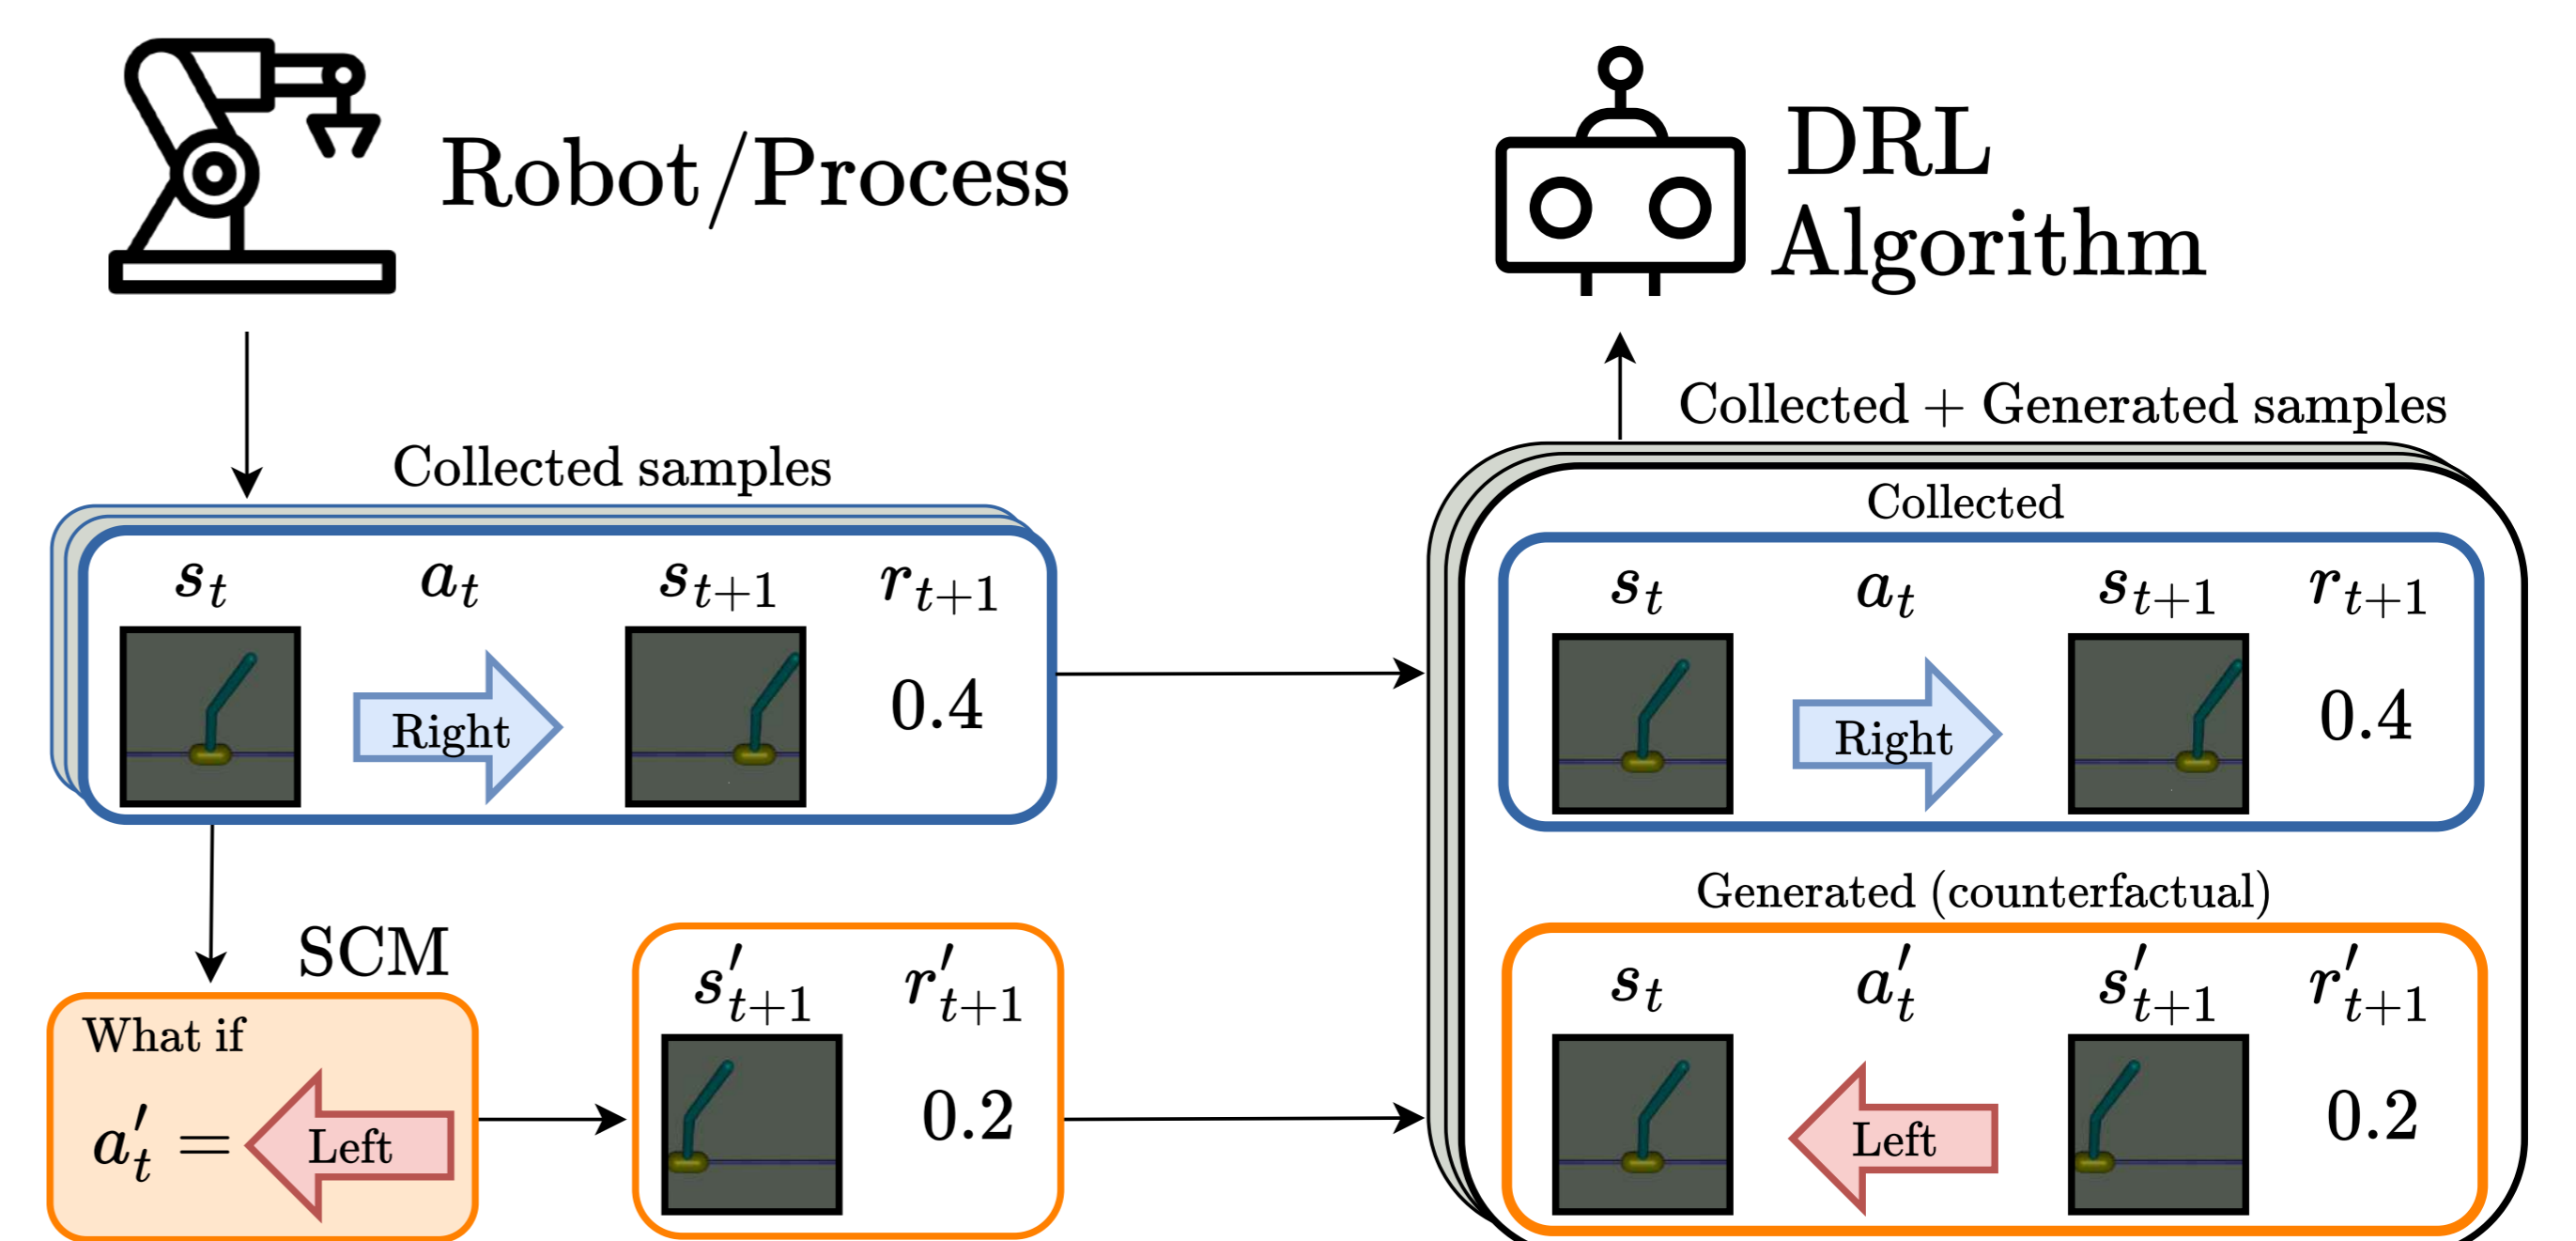 Robot/Process
DRL
Algorithm
Collected samples
s_t a_t s_{t+1} r_{t+1}
Right 0.4
SCM
What if
a'_t = Left
s'_{t+1} r'_{t+1}
0.2
Collected + Generated samples
Collected
s_t a_t s_{t+1} r_{t+1}
Right 0.4
Generated (counterfactual)
s_t a'_t s'_{t+1} r'_{t+1}
Left 0.2